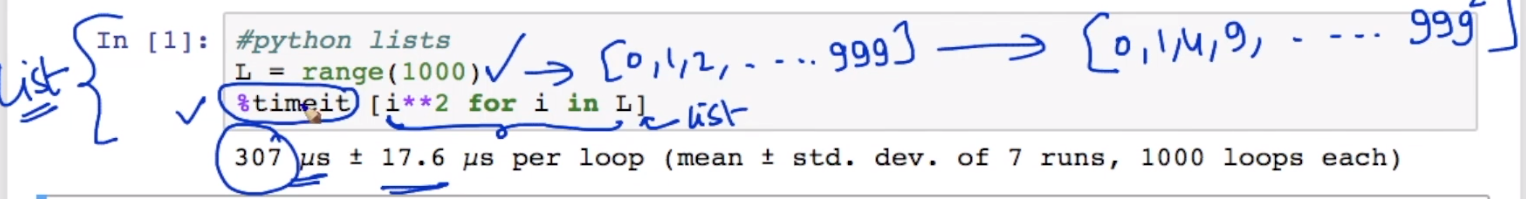 In [1]: #python lists
L = range(1000) ✓ → [0,1,2, . - - .. 999] → [0,1,4,9, . - - -- 999²]
List { ✓ %timeit [i**2 for i in L] ← list
307 µs ± 17.6 µs per loop (mean ± std. dev. of 7 runs, 1000 loops each)